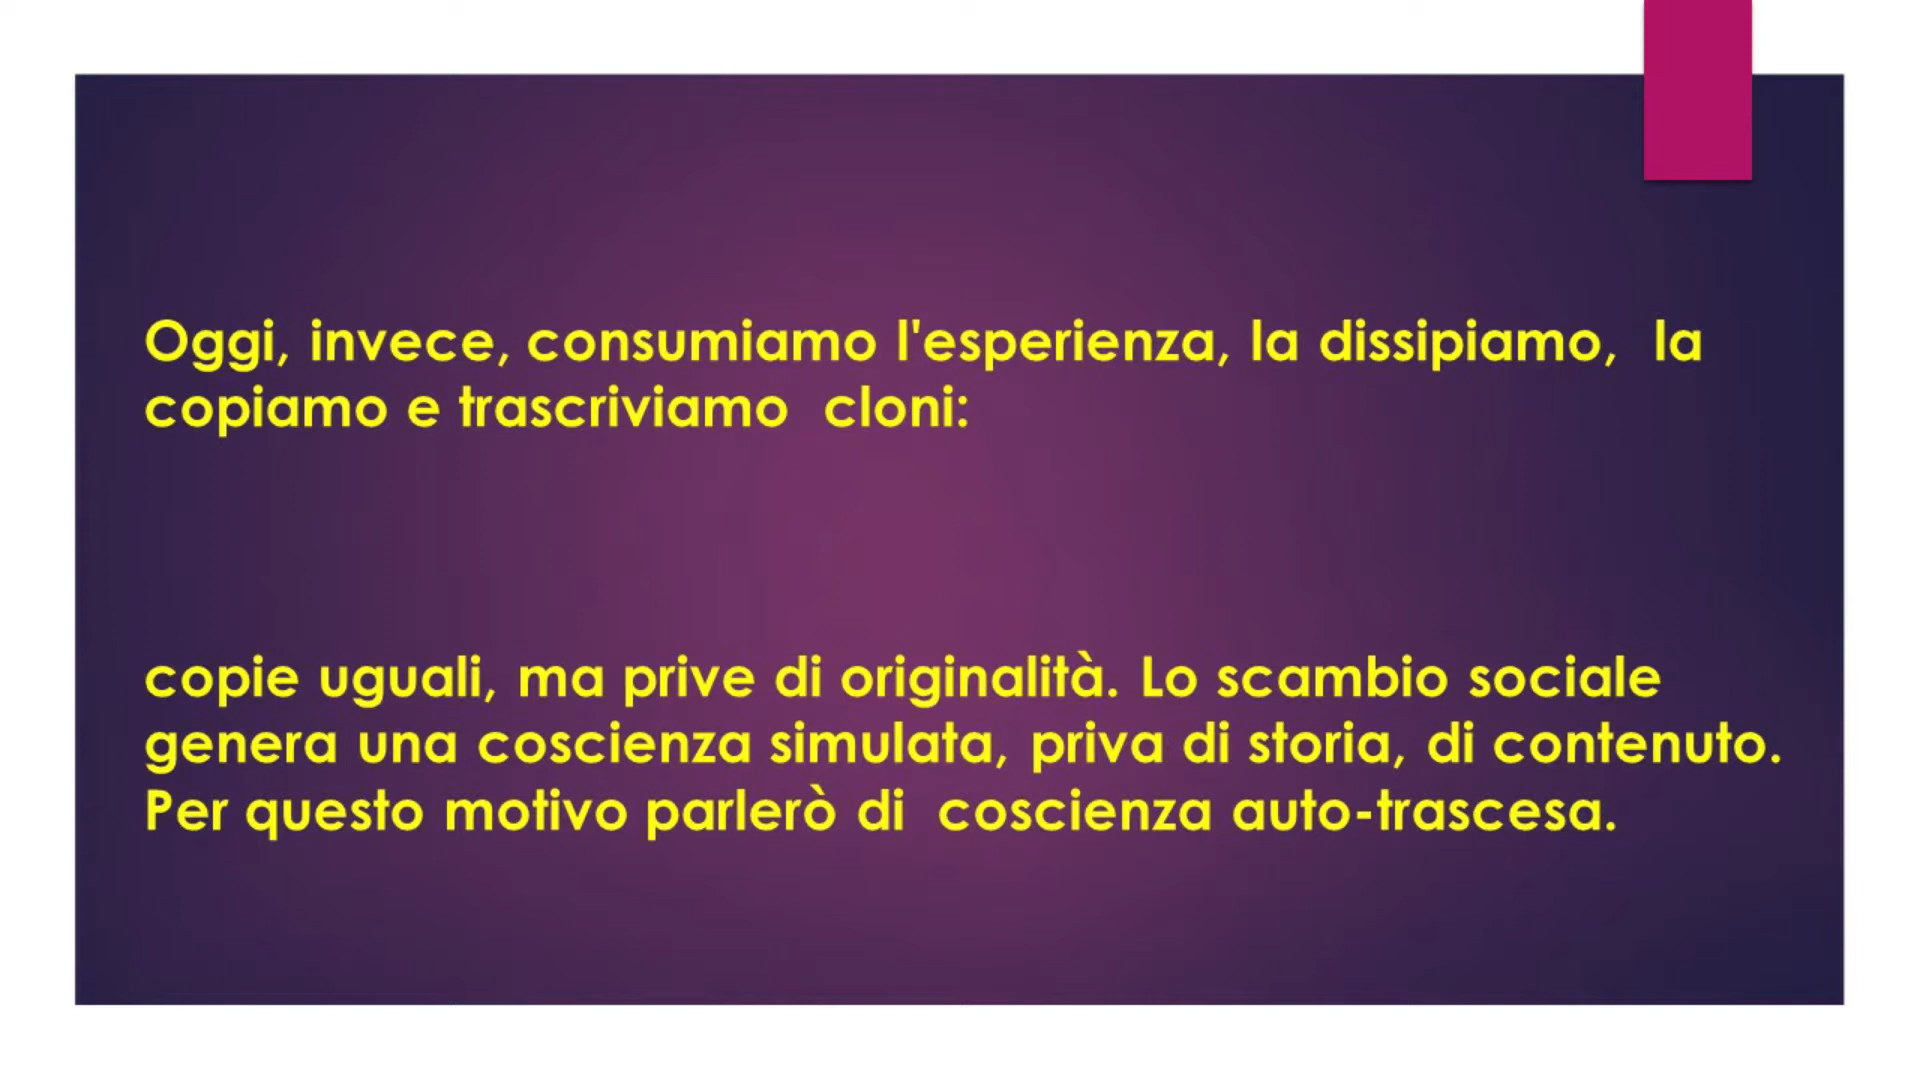 Oggi, invece, consumiamo l'esperienza, la dissipiamo,  la
copiamo e trascriviamo  cloni:
copie uguali, ma prive di originalità. Lo scambio sociale
genera una coscienza simulata, priva di storia, di contenuto.
Per questo motivo parlerò di  coscienza auto-trascesa.